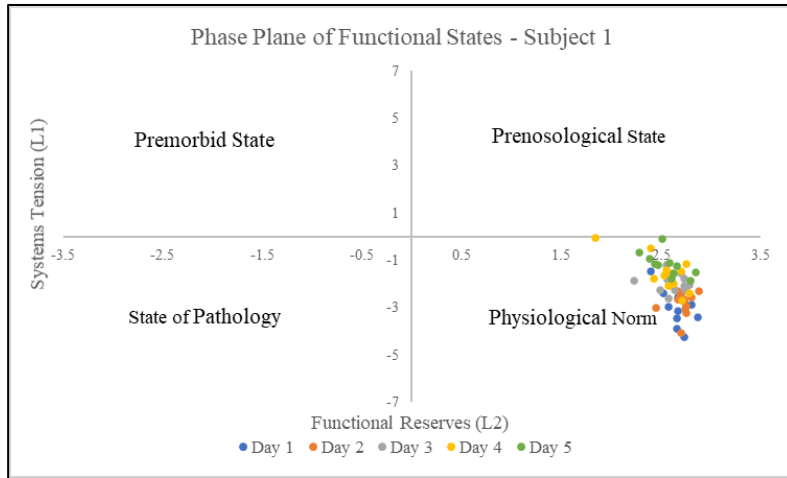 Phase Plane of Functional States - Subject 1
7
5
Premorbid State
Prenosological State
3
1
-3.5 -2.5 -1.5 -0.5 0.5 1.5 2.5 3.5
-1
-3
State of Pathology
Physiological Norm
-5
-7
Systems Tension (L1)
Functional Reserves (L2)
Day 1 Day 2 Day 3 Day 4 Day 5